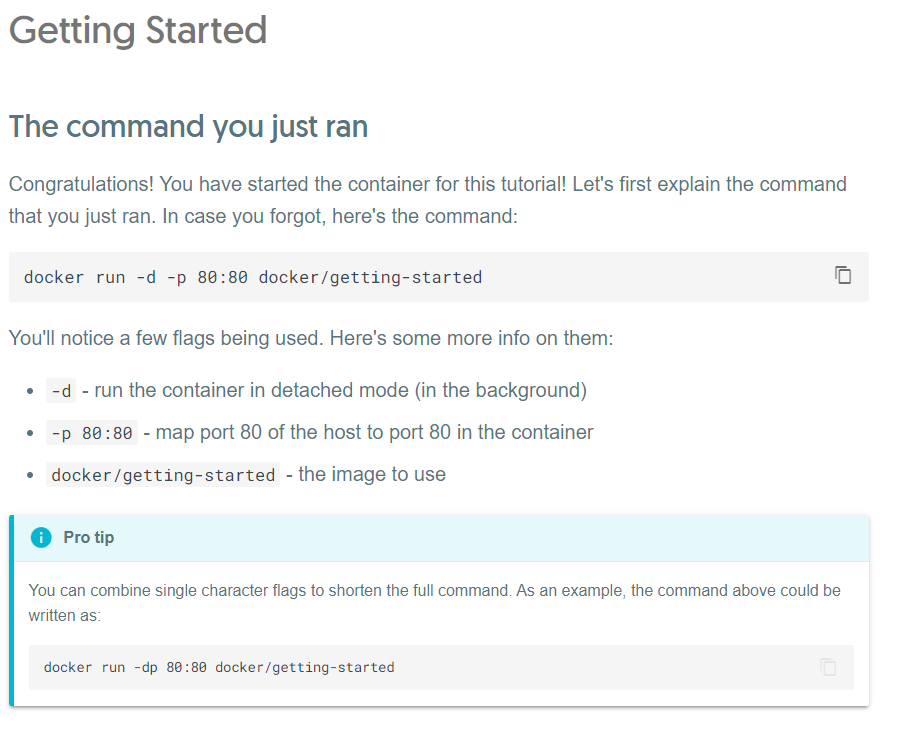 Getting Started
The command you just ran
Congratulations! You have started the container for this tutorial! Let's first explain the command
that you just ran. In case you forgot, here's the command:
docker run -d -p 80:80 docker/getting-started
You'll notice a few flags being used. Here's some more info on them:
• -d - run the container in detached mode (in the background)
• -p 80:80 - map port 80 of the host to port 80 in the container
• docker/getting-started - the image to use
Pro tip
You can combine single character flags to shorten the full command. As an example, the command above could be
written as:
docker run -dp 80:80 docker/getting-started